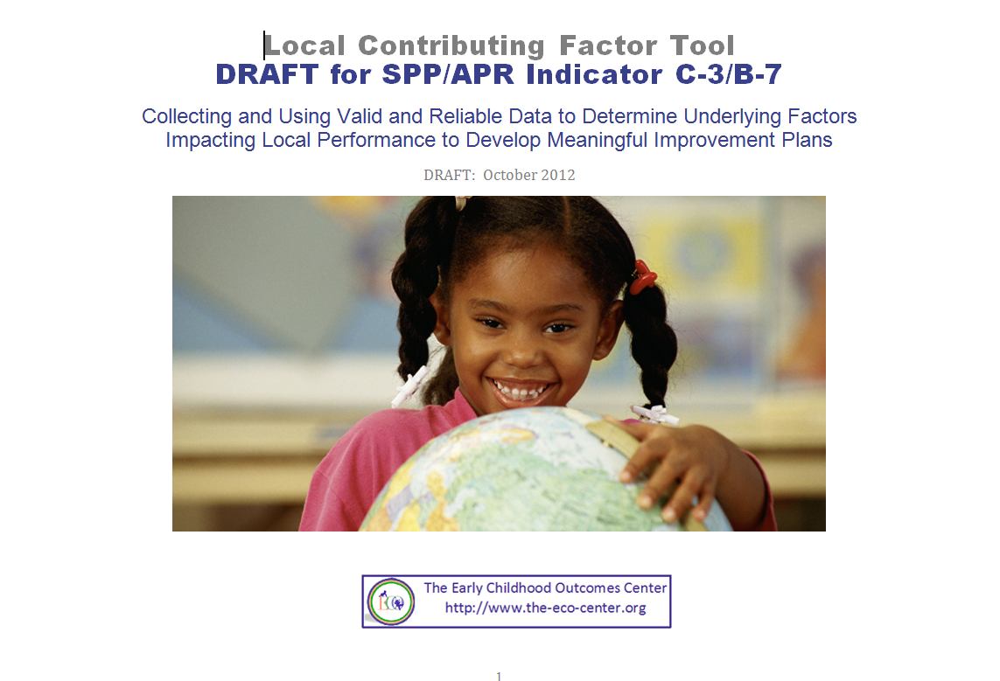 Local Contributing Factor Tool
DRAFT for SPP/APR Indicator C-3/B-7
Collecting and Using Valid and Reliable Data to Determine Underlying Factors
Impacting Local Performance to Develop Meaningful Improvement Plans
DRAFT:  October 2012
The Early Childhood Outcomes Center
http://www.the-eco-center.org
1